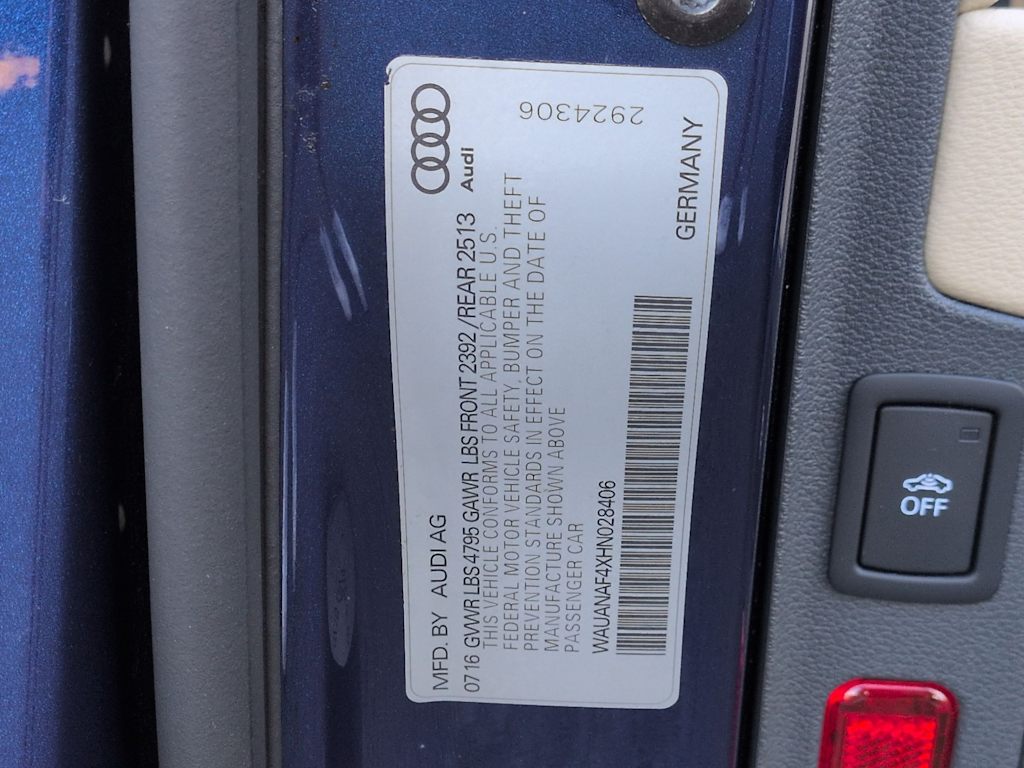 MFD. BY AUDI AG
Audi
0716 GVWR LBS 4795 GAWR LBS FRONT 2392 / REAR 2513
THIS VEHICLE CONFORMS TO ALL APPLICABLE U.S.
FEDERAL MOTOR VEHICLE SAFETY, BUMPER AND THEFT
PREVENTION STANDARDS IN EFFECT ON THE DATE OF
MANUFACTURE SHOWN ABOVE
PASSENGER CAR
WAUANAF4XHN028406
GERMANY
2924306
OFF